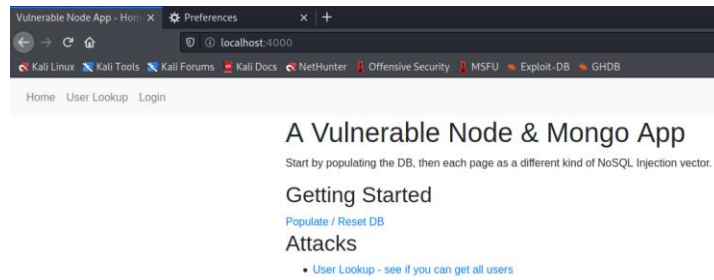 Vulnerable Node App - Hom
Preferences
localhost:4000
Kali Linux Kali Tools Kali Forums Kali Docs NetHunter Offensive Security MSFU Exploit-DB GHDB
Home User Lookup Login
A Vulnerable Node & Mongo App
Start by populating the DB, then each page as a different kind of NoSQL Injection vector.
Getting Started
Populate / Reset DB
Attacks
• User Lookup - see if you can get all users